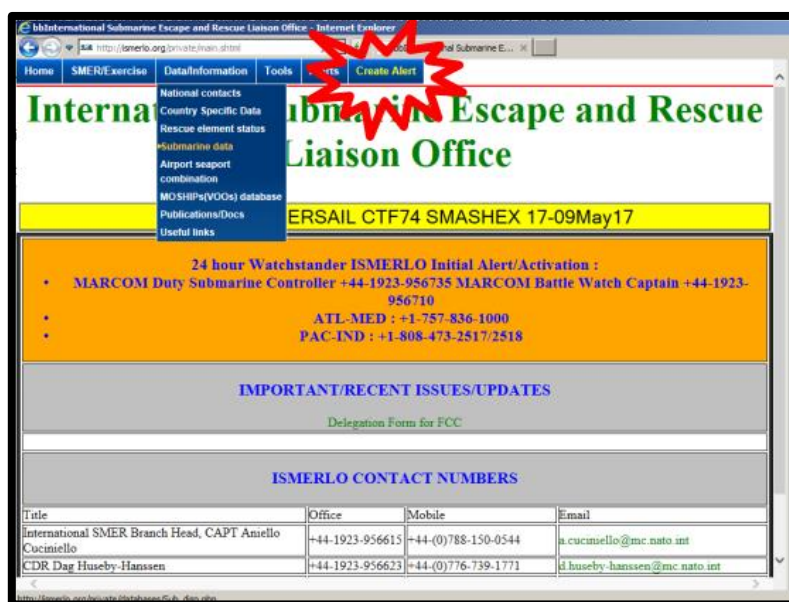 bbInternational Submarine Escape and Rescue Liaison Office - Internet Explorer
http://ismerlo.org/private/main.shtml
nal Submarine E...
Home SMER/Exercise Data/Information Tools Create Alert
National contacts
Country Specific Data
Rescue element status
Submarine data
Airport seaport
combination
MOSHIPs(VOOs) database
Publications/Docs
Useful links
Escape and Rescue
Liaison Office
ERSAIL CTF74 SMASHEX 17-09May17
24 hour Watchstander ISMERLO Initial Alert/Activation :
• MARCOM Duty Submarine Controller +44-1923-956735 MARCOM Battle Watch Captain +44-1923-
956710
• ATL-MED : +1-757-836-1000
• PAC-IND : +1-808-473-2517/2518
IMPORTANT/RECENT ISSUES/UPDATES
Delegation Form for FCC
ISMERLO CONTACT NUMBERS
Title Office Mobile Email
International SMER Branch Head, CAPT Aniello
Cuciniello +44-1923-956615 +44-(0)788-150-0544 a.cuciniello@mc.nato.int
CDR Dag Huseby-Hanssen +44-1923-956623 +44-(0)776-739-1771 d.huseby-hanssen@mc.nato.int